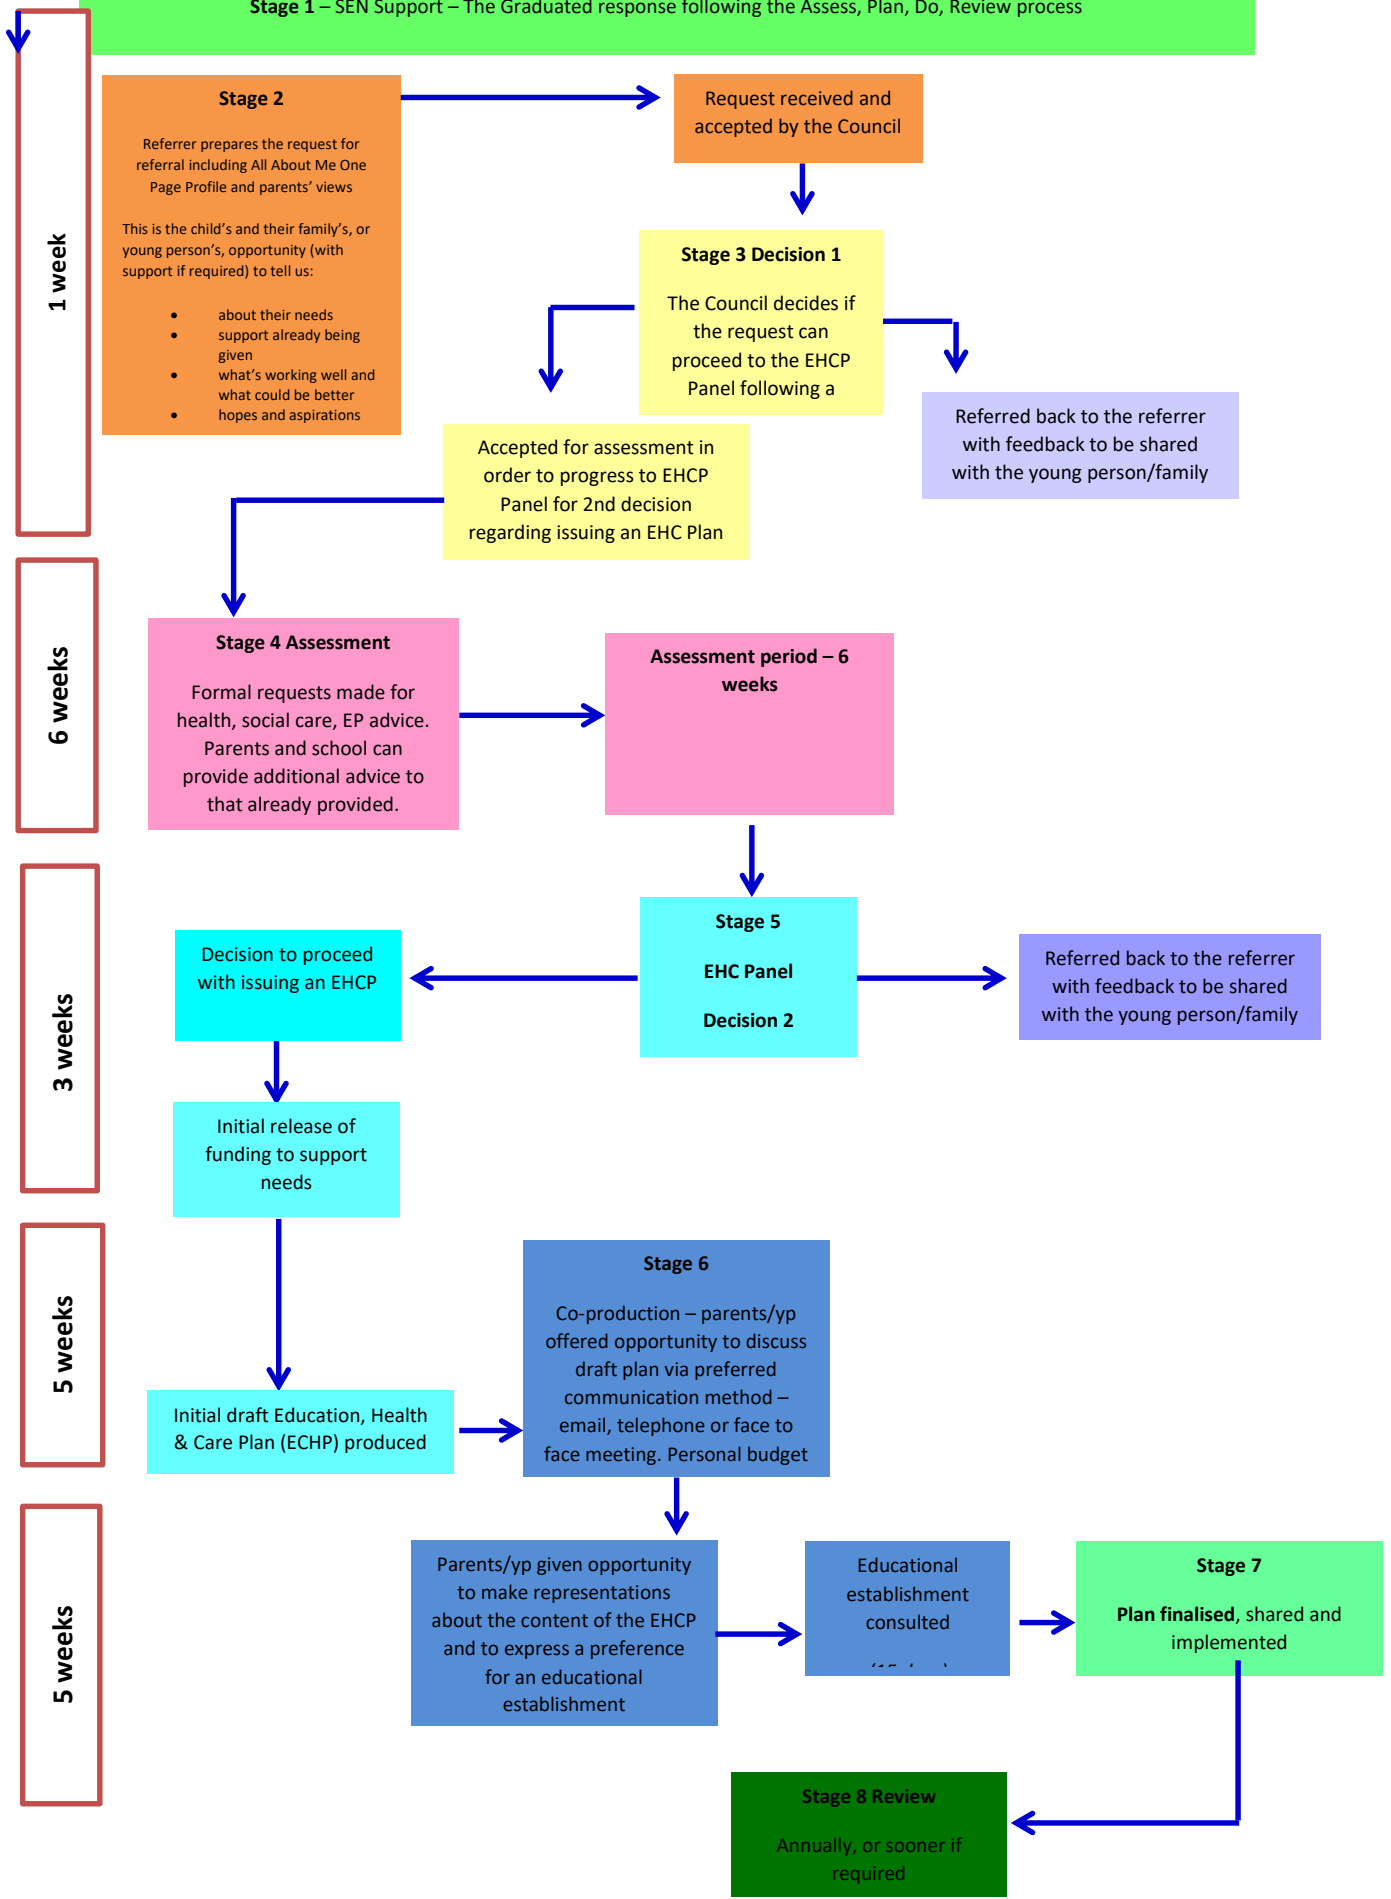 Stage 1 – SEN Support – The Graduated response following the Assess, Plan, Do, Review process
1 week
Stage 2
Referrer prepares the request for
referral including All About Me One
Page Profile and parents’ views
This is the child’s and their family’s, or
young person’s, opportunity (with
support if required) to tell us:
• about their needs
• support already being
given
• what’s working well and
what could be better
• hopes and aspirations
Request received and
accepted by the Council
Stage 3 Decision 1
The Council decides if
the request can
proceed to the EHCP
Panel following a
Referred back to the referrer
with feedback to be shared
with the young person/family
Accepted for assessment in
order to progress to EHCP
Panel for 2nd decision
regarding issuing an EHC Plan
6 weeks
Stage 4 Assessment
Formal requests made for
health, social care, EP advice.
Parents and school can
provide additional advice to
that already provided.
Assessment period – 6
weeks
3 weeks
Stage 5
EHC Panel
Decision 2
Decision to proceed
with issuing an EHCP
Referred back to the referrer
with feedback to be shared
with the young person/family
Initial release of
funding to support
needs
5 weeks
Initial draft Education, Health
& Care Plan (ECHP) produced
Stage 6
Co-production – parents/yp
offered opportunity to discuss
draft plan via preferred
communication method –
email, telephone or face to
face meeting. Personal budget
5 weeks
Parents/yp given opportunity
to make representations
about the content of the EHCP
and to express a preference
for an educational
establishment
Educational
establishment
consulted
Stage 7
Plan finalised, shared and
implemented
Stage 8 Review
Annually, or sooner if
required